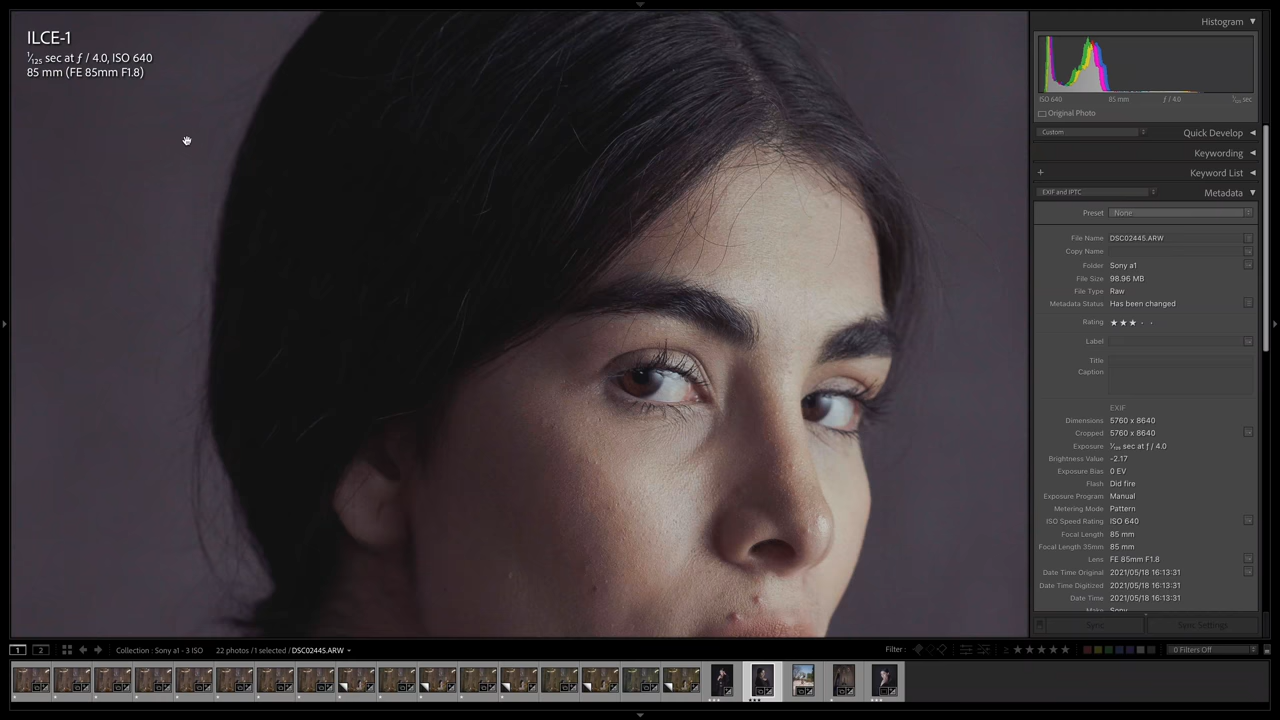 ILCE-1
1/125 sec at ƒ / 4.0, ISO 640
85 mm (FE 85mm F1.8)
Histogram
ISO 640 85 mm ƒ / 4.0 1/125 sec
Original Photo
Custom Quick Develop
Keywording
+ Keyword List
EXIF and IPTC Metadata
Preset None
File Name DSC02445.ARW
Copy Name
Folder Sony a1
File Size 98.96 MB
File Type Raw
Metadata Status Has been changed
Rating ★ ★ ★ · ·
Label
Title
Caption
EXIF
Dimensions 5760 x 8640
Cropped 5760 x 8640
Exposure 1/125 sec at ƒ / 4.0
Brightness Value -2.17
Exposure Bias 0 EV
Flash Did fire
Exposure Program Manual
Metering Mode Pattern
ISO Speed Rating ISO 640
Focal Length 85 mm
Focal Length 35mm 85 mm
Lens FE 85mm F1.8
Date Time Original 2021/05/18 16:13:31
Date Time Digitized 2021/05/18 16:13:31
Date Time 2021/05/18 16:13:31
Make Sony
Sync Sync Settings
1 2 Collection : Sony a1 - 3 ISO 22 photos / 1 selected / DSC02445.ARW Filter : ≥ ★★★★★ 0 Filters Off